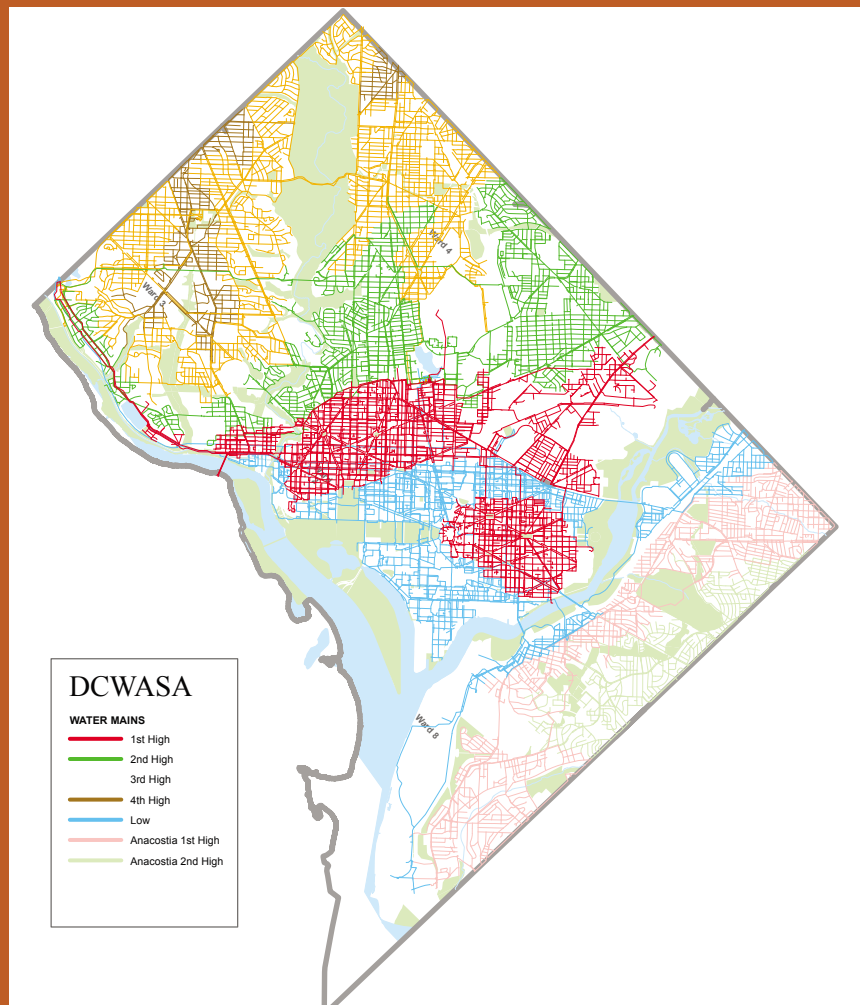 Ward 4
Ward 3
Ward 8
DCWASA
WATER MAINS
1st High
2nd High
3rd High
4th High
Low
Anacostia 1st High
Anacostia 2nd High